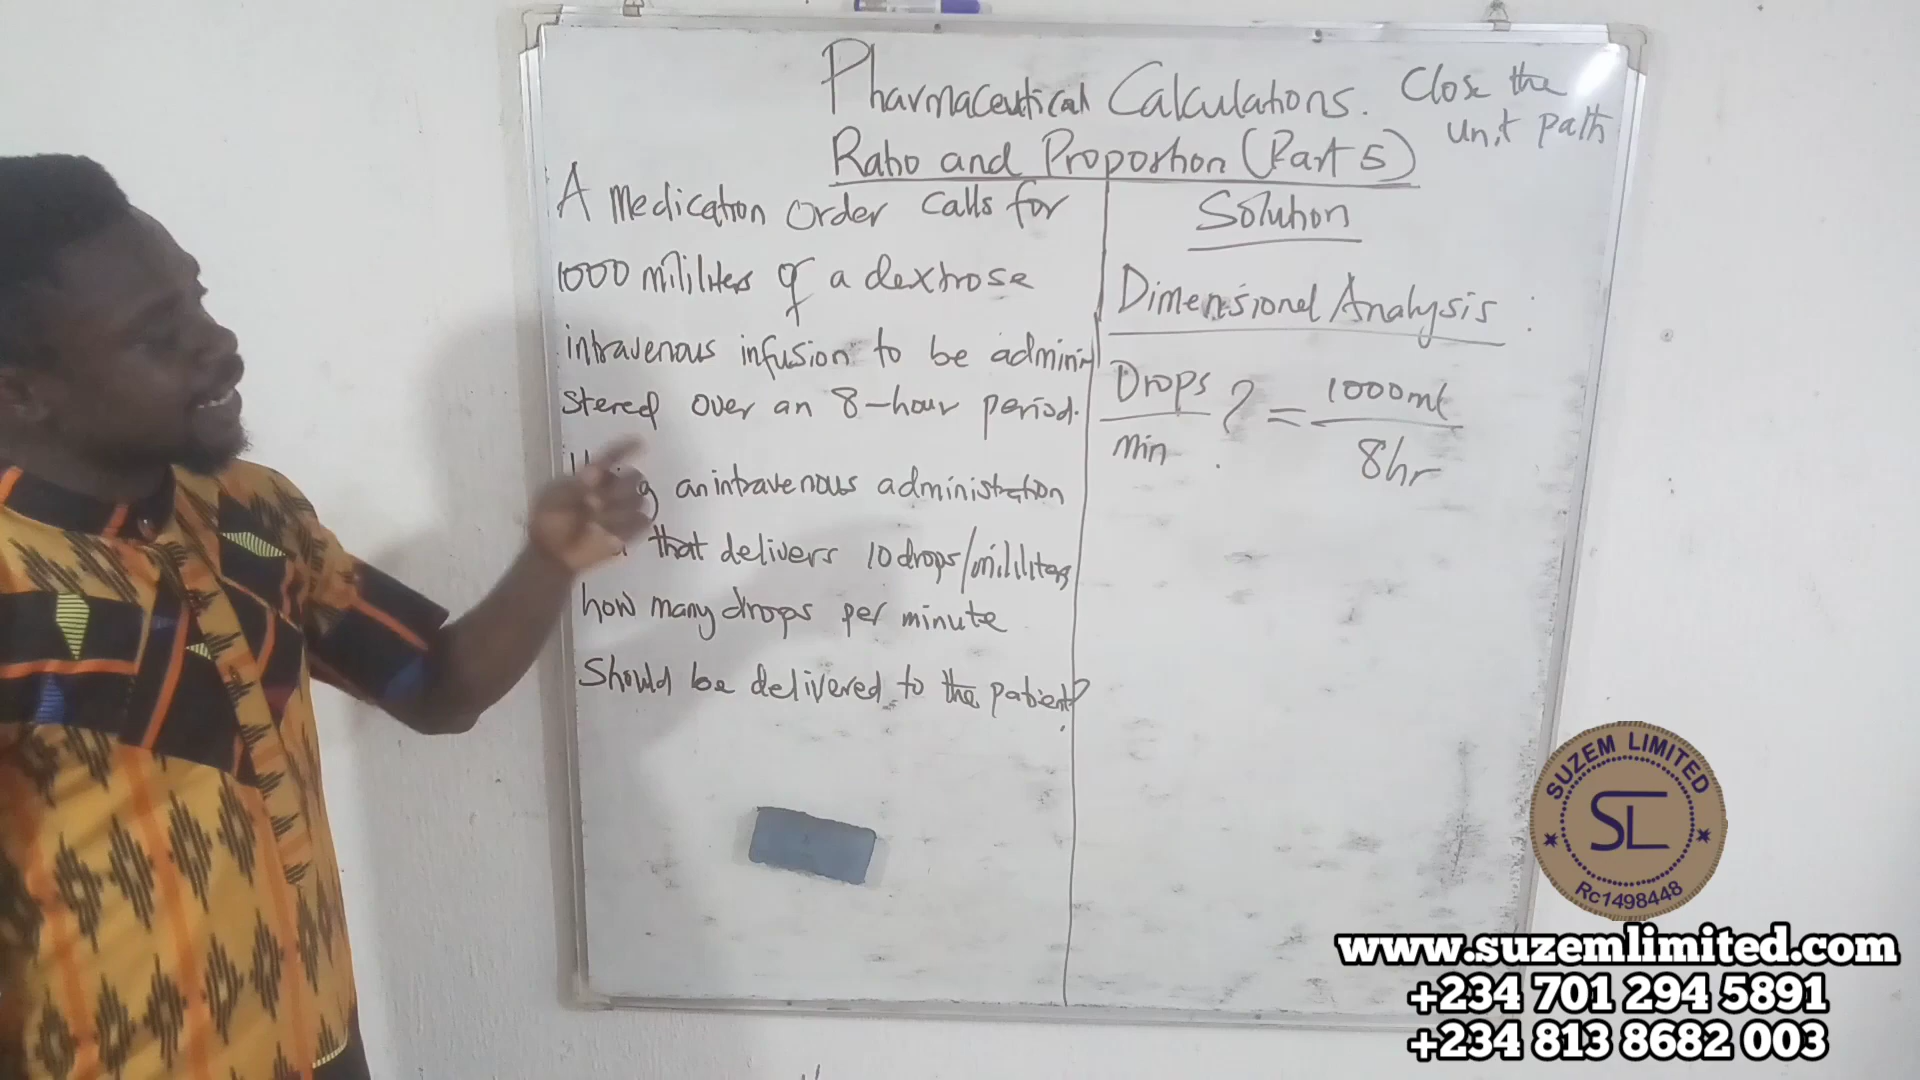 Pharmaceutical Calculations.
Close the
unit path
Ratio and Proportion (Part 5)
A medication order calls for
1000 mililiters of a dextrose
intravenous infusion to be admini
stered over an 8-hour period.
an intravenous administration
that delivers 10 drops/mililiters
how many drops per minute
Should be delivered to the patient?
Solution
Dimensional Analysis :
Drops
min
? =
1000ml
8hr
SUZEM LIMITED
SL
Rc1498448
www.suzemlimited.com
+234 701 294 5891
+234 813 8682 003